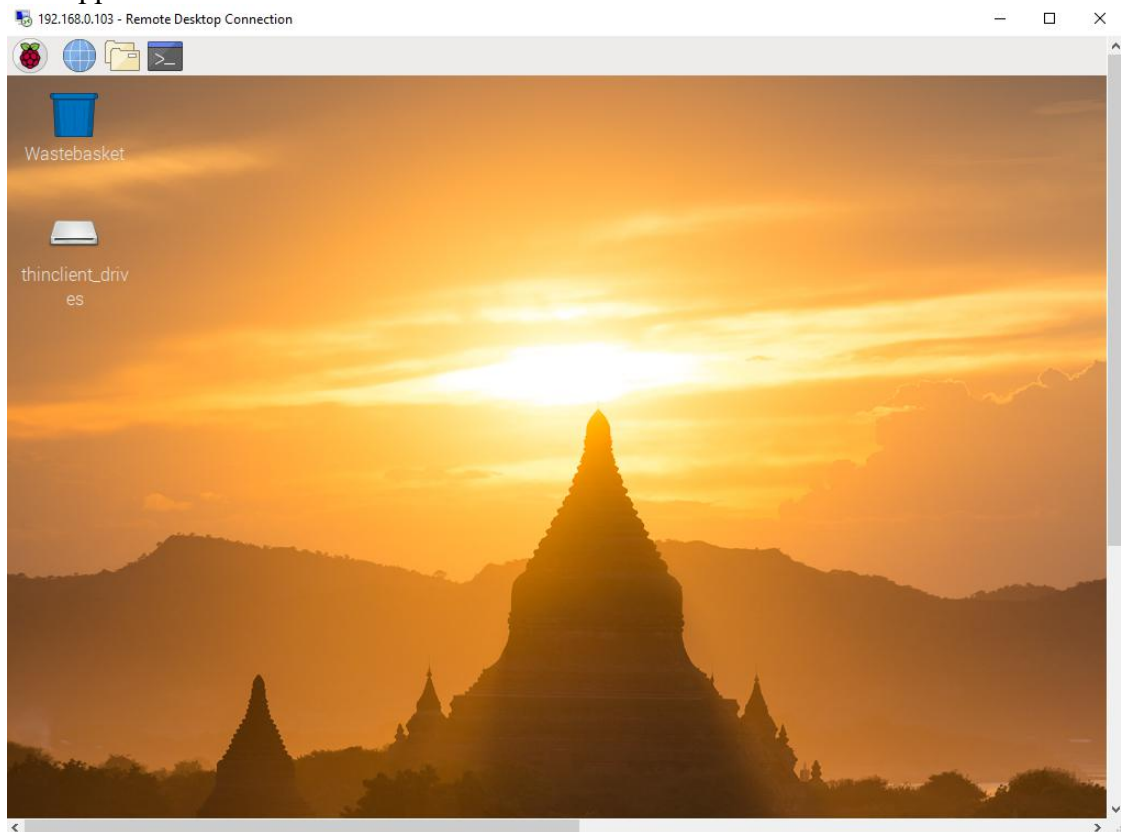 192.168.0.103 - Remote Desktop Connection
>_
Wastebasket
thinclient_driv
es